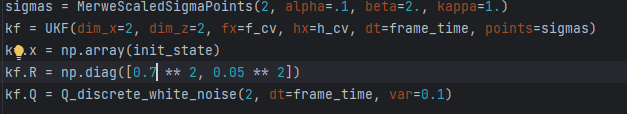 sigmas = MerweScaledSigmaPoints(2, alpha=.1, beta=2., kappa=1.)
kf = UKF(dim_x=2, dim_z=2, fx=f_cv, hx=h_cv, dt=frame_time, points=sigmas)
k.x = np.array(init_state)
kf.R = np.diag([0.7 ** 2, 0.05 ** 2])
kf.Q = Q_discrete_white_noise(2, dt=frame_time, var=0.1)